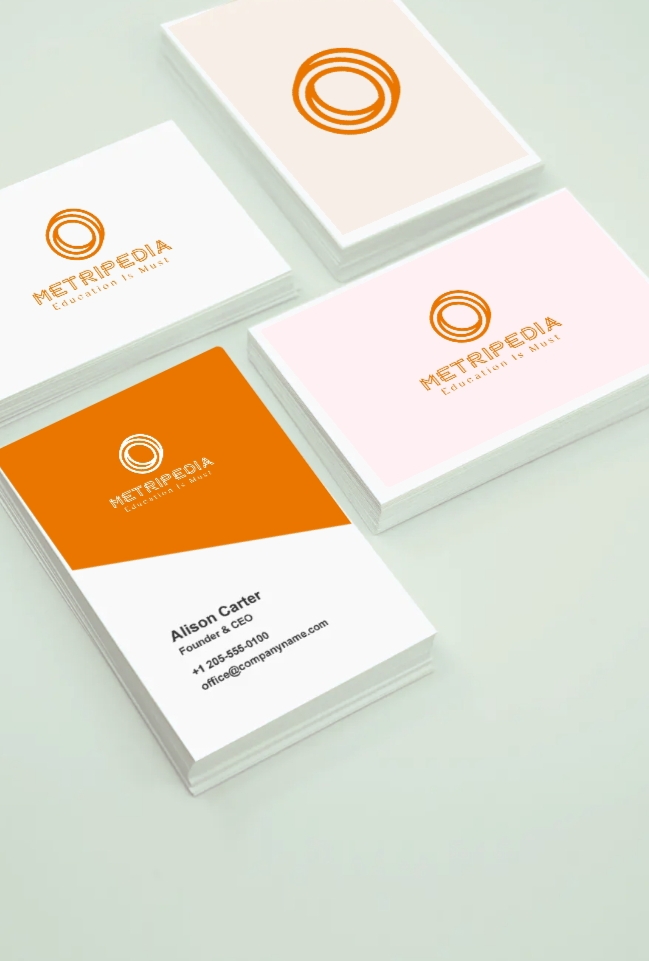 METRIPEDIA
Education Is Must
METRIPEDIA
Education Is Must
METRIPEDIA
Education Is Must
Alison Carter
Founder & CEO
+1 205-555-0100
office@companyname.com